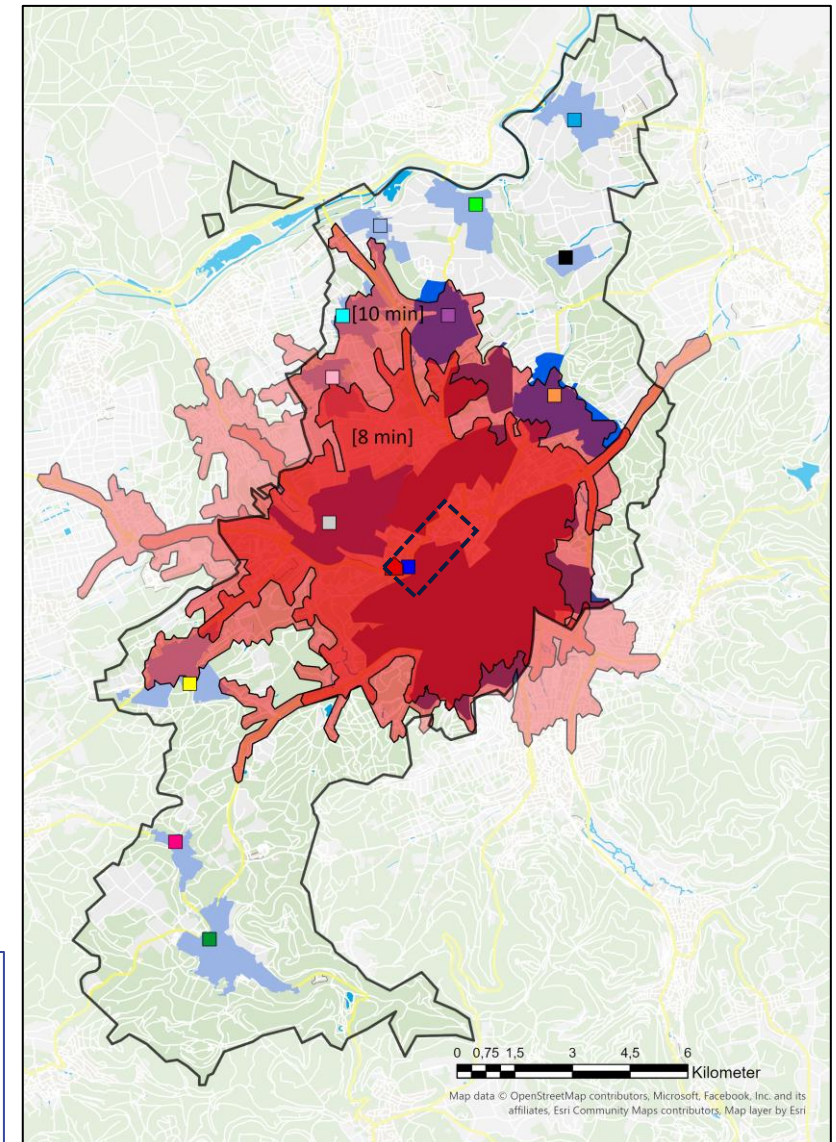 [10 min]
[8 min]
0 0,75 1,5 3 4,5 6
Kilometer
Map data © OpenStreetMap contributors, Microsoft, Facebook, Inc. and its
affiliates, Esri Community Maps contributors, Map layer by Esri